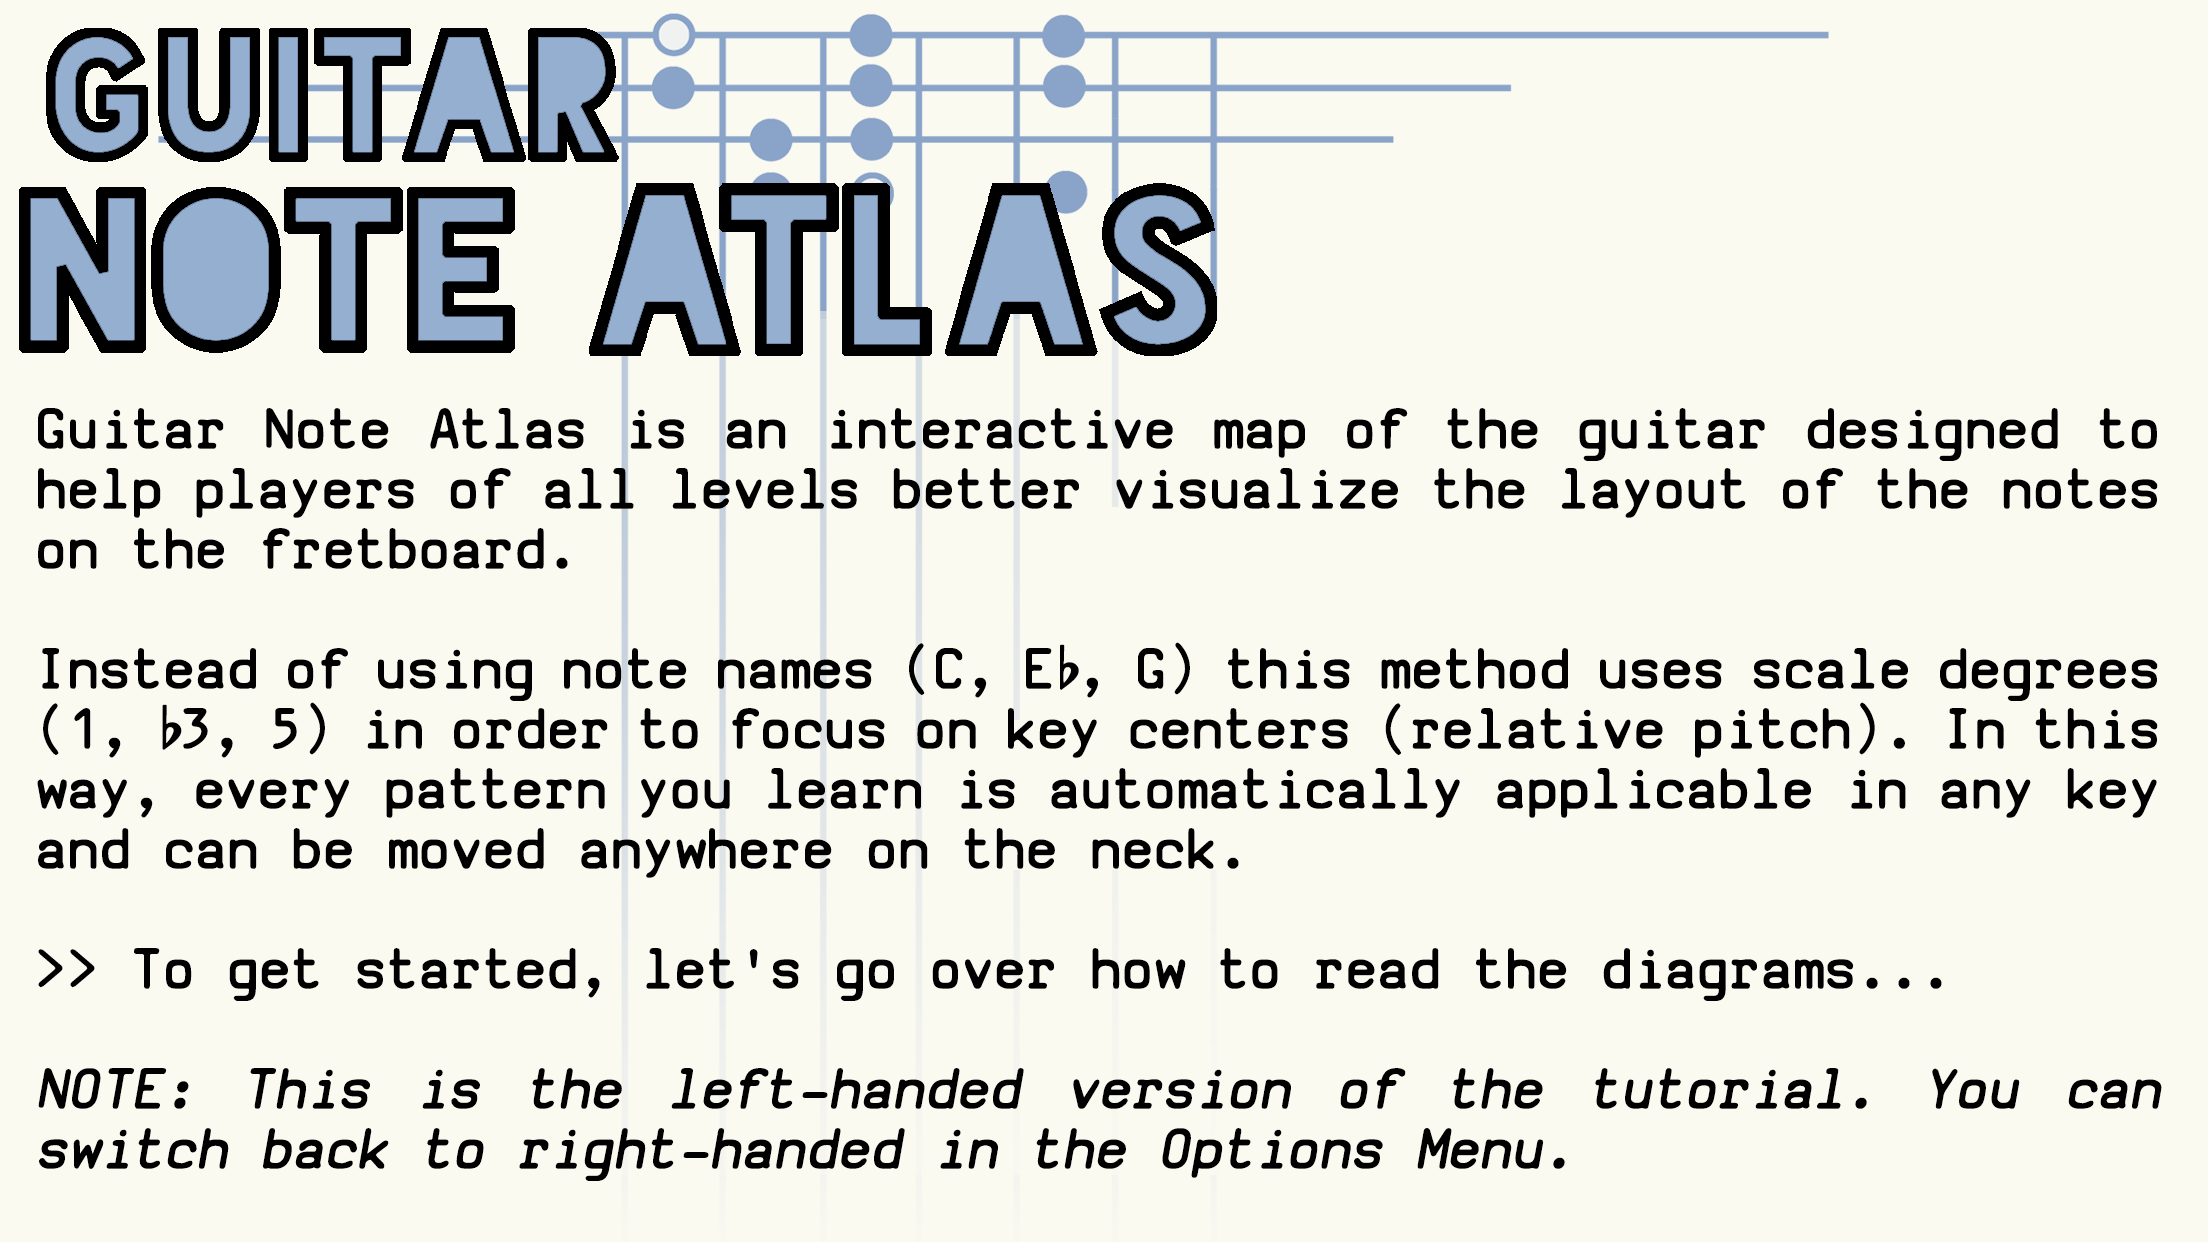 GUITAR
NOTE ATLAS
Guitar Note Atlas is an interactive map of the guitar designed to
help players of all levels better visualize the layout of the notes
on the fretboard.
Instead of using note names (C, E♭, G) this method uses scale degrees
(1, ♭3, 5) in order to focus on key centers (relative pitch). In this
way, every pattern you learn is automatically applicable in any key
and can be moved anywhere on the neck.
>> To get started, let's go over how to read the diagrams...
NOTE: This is the left-handed version of the tutorial. You can
switch back to right-handed in the Options Menu.